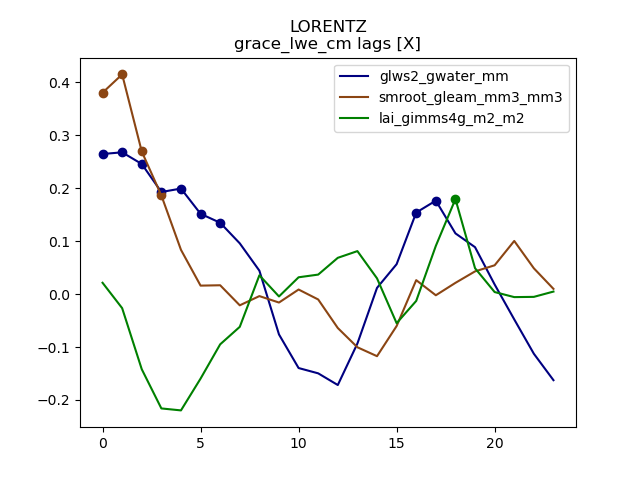 LORENTZ
grace_lwe_cm lags [X]
glws2_gwater_mm
smroot_gleam_mm3_mm3
lai_gimms4g_m2_m2
0.4
0.3
0.2
0.1
0.0
−0.1
−0.2
0 5 10 15 20